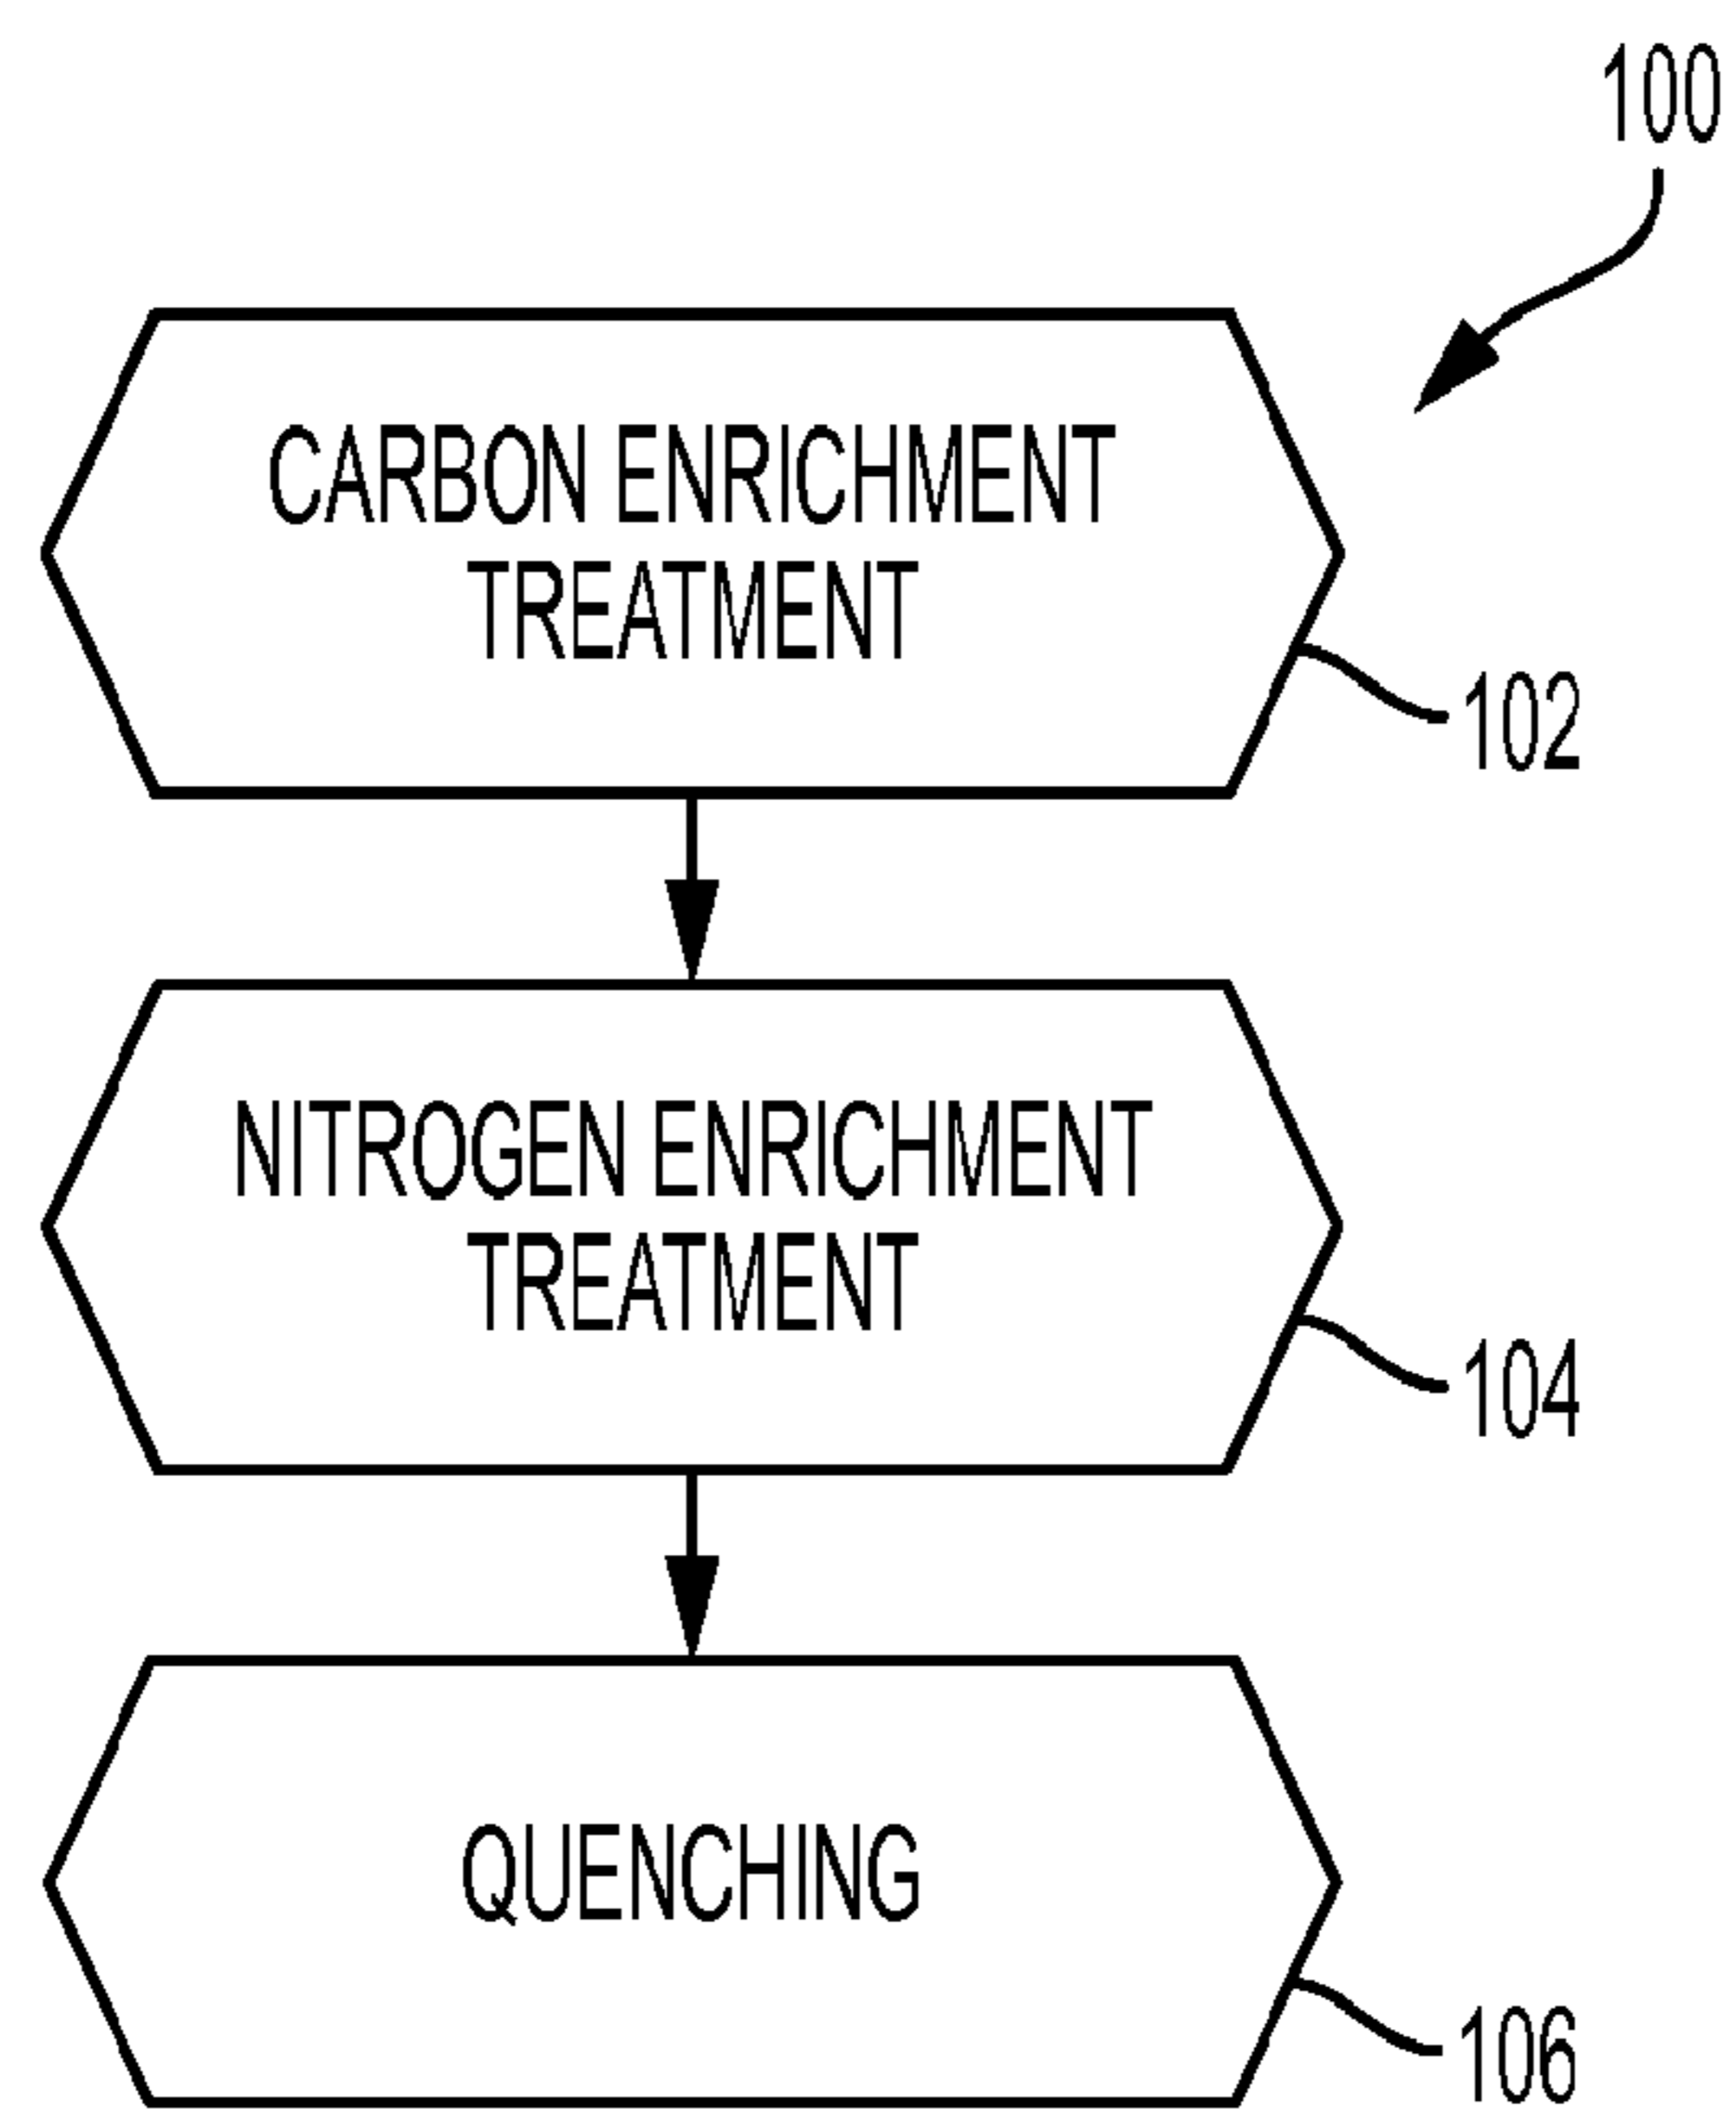 100
CARBON ENRICHMENT
TREATMENT
102
NITROGEN ENRICHMENT
TREATMENT
104
QUENCHING
106